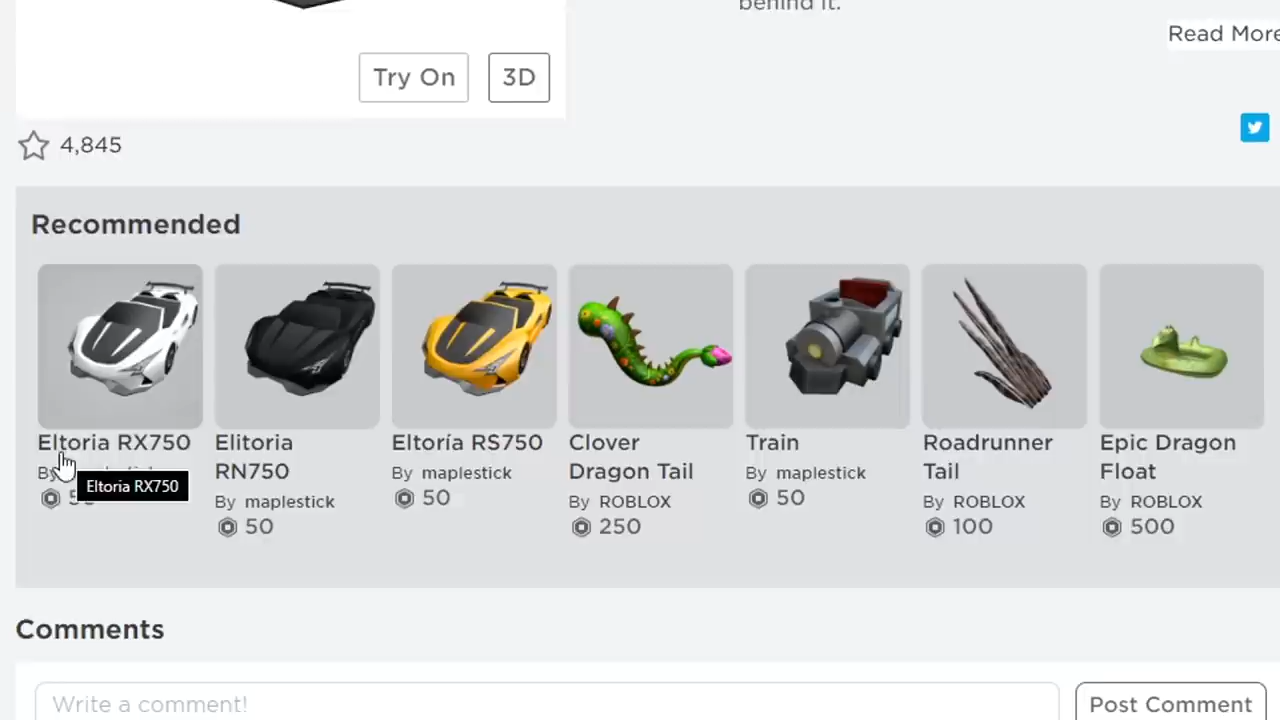 behind it.
Read More
Try On
3D
4,845
Recommended
Eltoria RX750
By
Eltoria RX750
Elitoria
RN750
By maplestick
50
Eltoría RS750
By maplestick
50
Clover
Dragon Tail
By ROBLOX
250
Train
By maplestick
50
Roadrunner
Tail
By ROBLOX
100
Epic Dragon
Float
By ROBLOX
500
Comments
Write a comment!
Post Comment